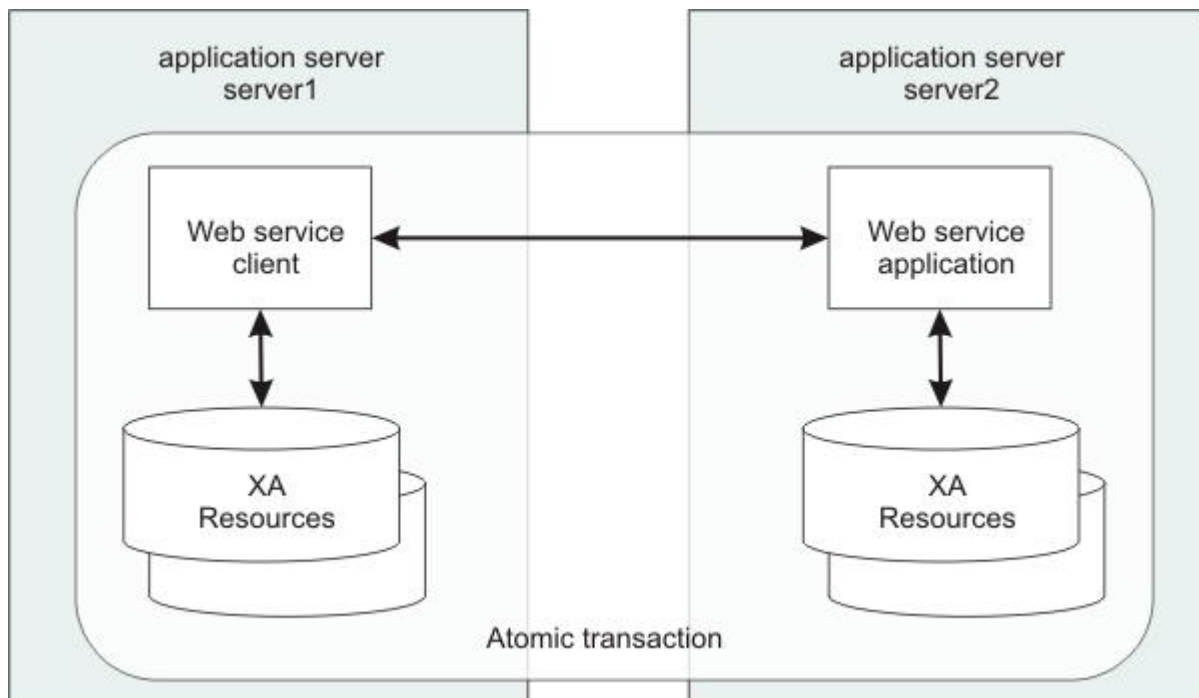 application server
server1
application server
server2
Web service
client
Web service
application
XA
Resources
XA
Resources
Atomic transaction